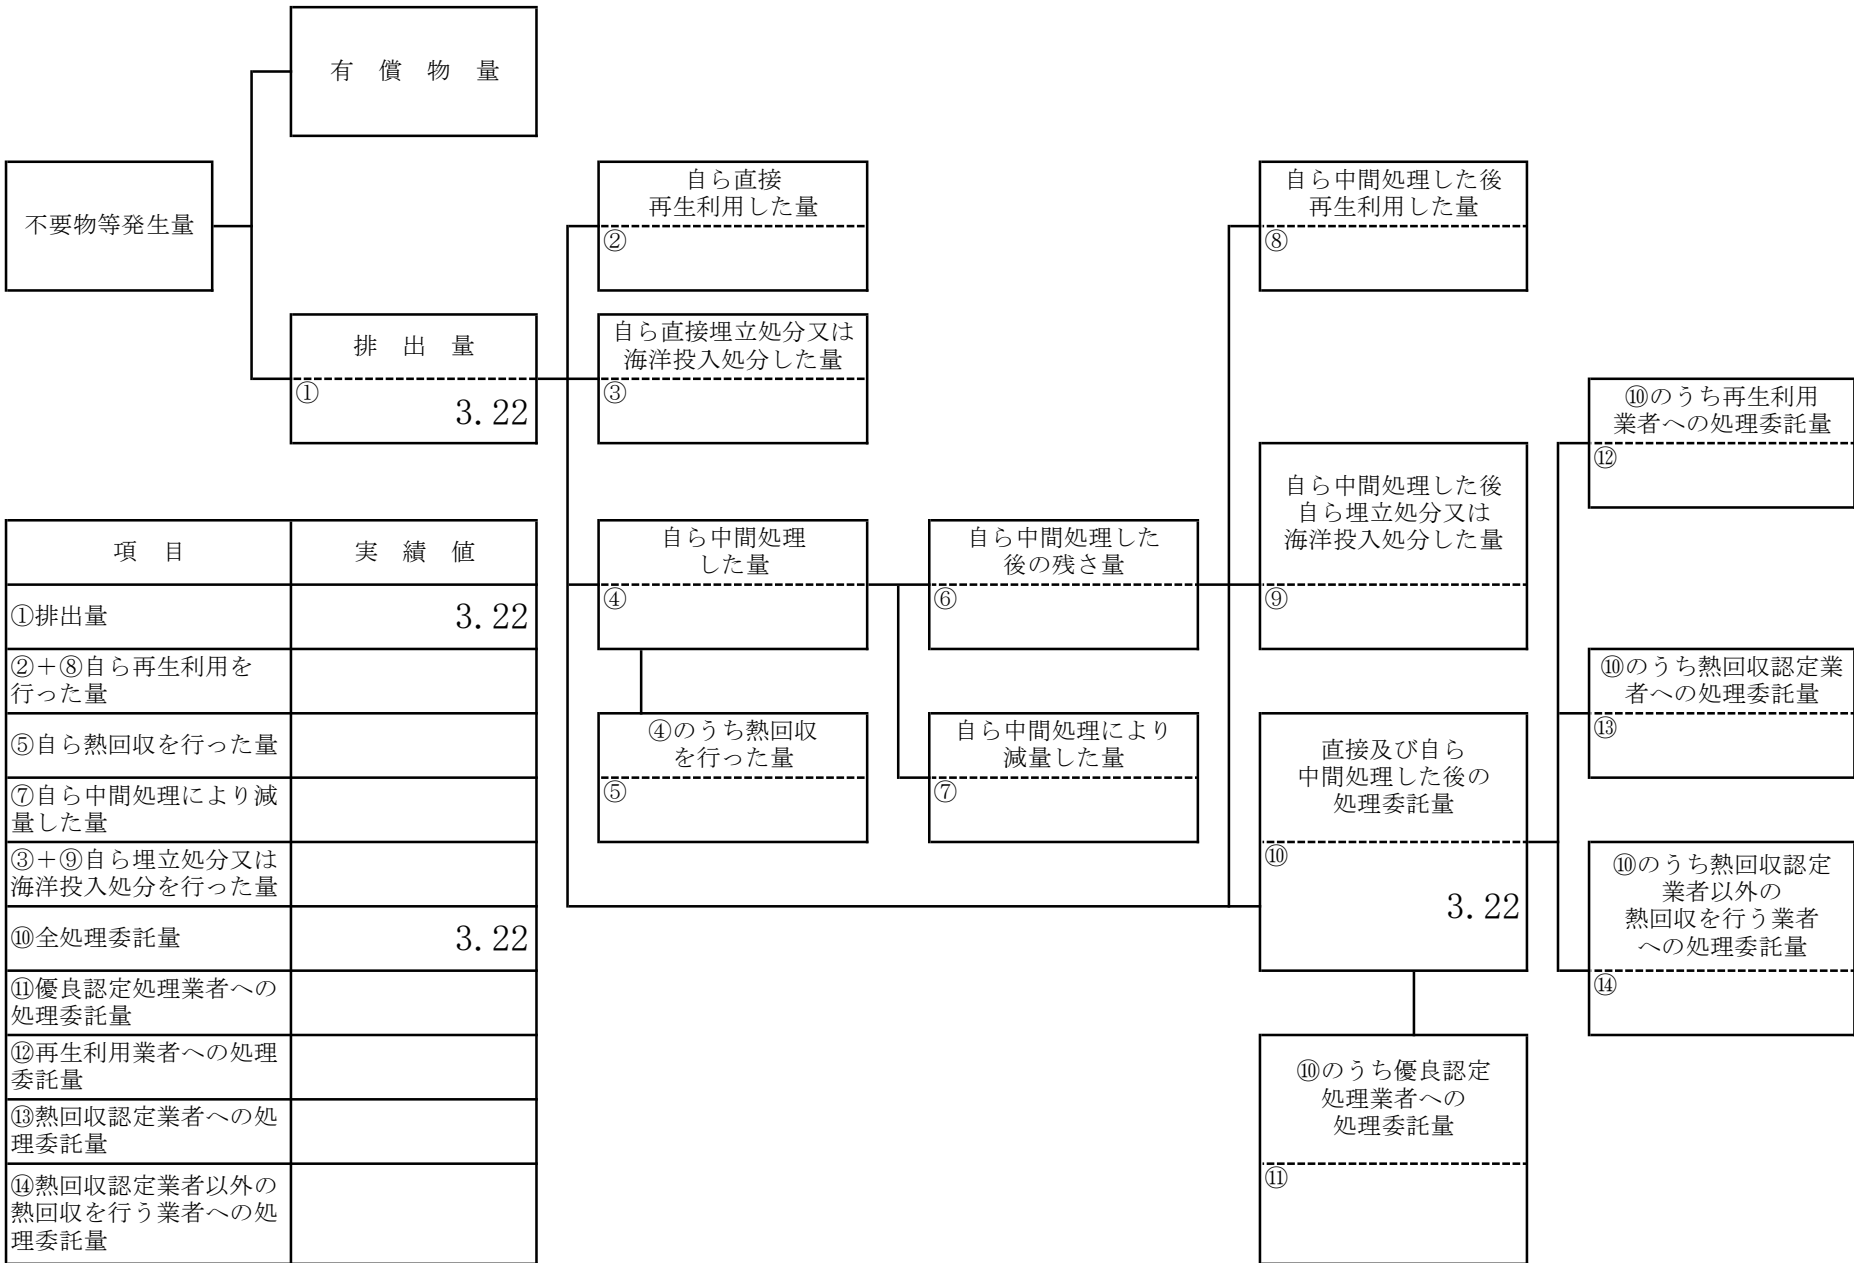 有 償 物 量
不要物等発生量
排 出 量
①
3.22
自ら直接
再生利用した量
②
自ら直接埋立処分又は
海洋投入処分した量
③
自ら中間処理
した量
④
④のうち熱回収
を行った量
⑤
自ら中間処理した
後の残さ量
⑥
自ら中間処理により
減量した量
⑦
自ら中間処理した後
再生利用した量
⑧
自ら中間処理した後
自ら埋立処分又は
海洋投入処分した量
⑨
直接及び自ら
中間処理した後の
処理委託量
⑩
3.22
⑩のうち優良認定
処理業者への
処理委託量
⑪
⑩のうち再生利用
業者への処理委託量
⑫
⑩のうち熱回収認定業
者への処理委託量
⑬
⑩のうち熱回収認定
業者以外の
熱回収を行う業者
への処理委託量
⑭
項 目 実 績 値
①排出量 3.22
②+⑧自ら再生利用を
行った量
⑤自ら熱回収を行った量
⑦自ら中間処理により減
量した量
③+⑨自ら埋立処分又は
海洋投入処分を行った量
⑩全処理委託量 3.22
⑪優良認定処理業者への
処理委託量
⑫再生利用業者への処理
委託量
⑬熱回収認定業者への処
理委託量
⑭熱回収認定業者以外の
熱回収を行う業者への処
理委託量